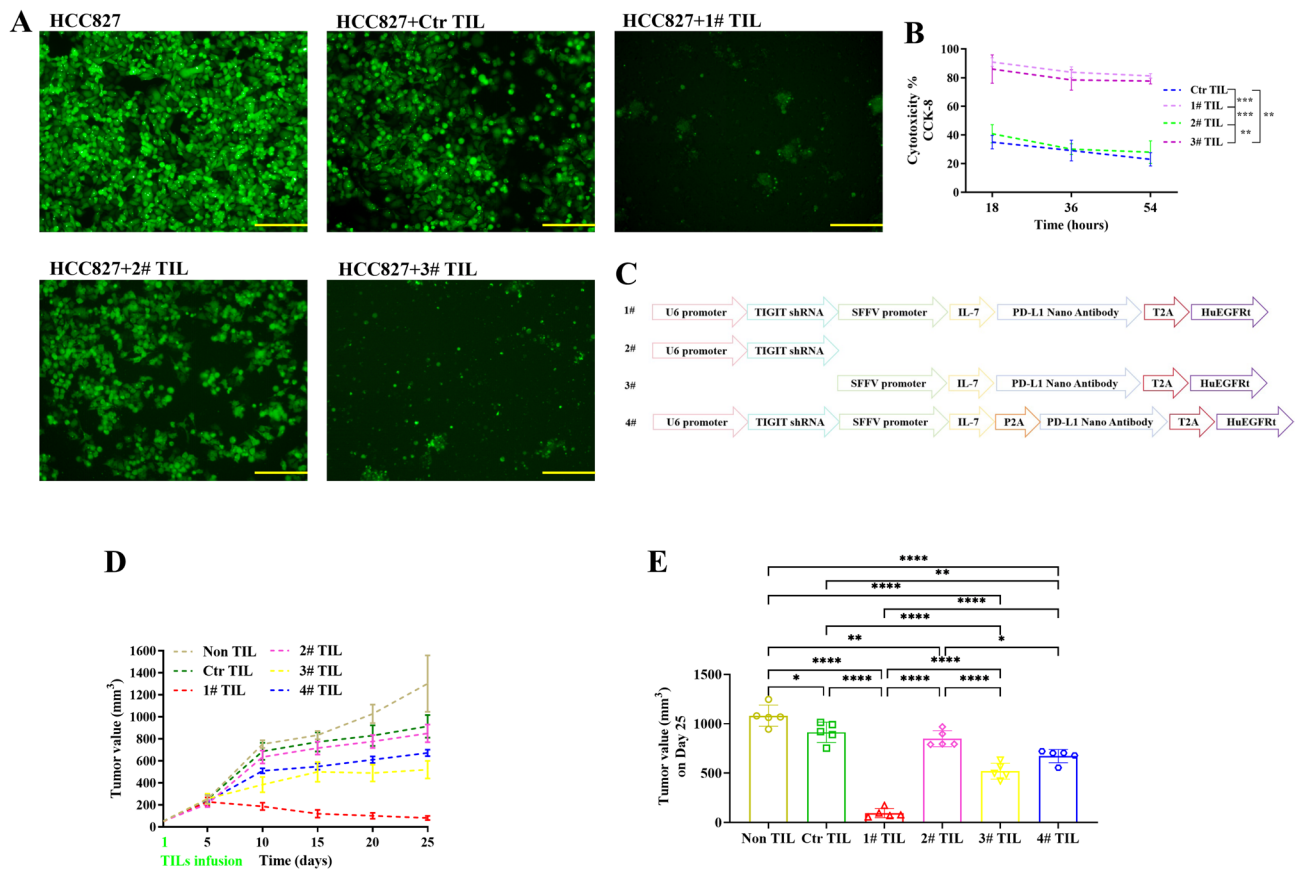 A
HCC827
HCC827+Ctr TIL
HCC827+1# TIL
HCC827+2# TIL
HCC827+3# TIL
B
Cytotoxicity %
CCK-8
100
80
60
40
20
0
18
36
54
Time (hours)
Ctr TIL
1# TIL
2# TIL
3# TIL
***
***
**
**
C
1#
U6 promoter
TIGIT shRNA
SFFV promoter
IL-7
PD-L1 Nano Antibody
T2A
HuEGFRt
2#
U6 promoter
TIGIT shRNA
3#
SFFV promoter
IL-7
PD-L1 Nano Antibody
T2A
HuEGFRt
4#
U6 promoter
TIGIT shRNA
SFFV promoter
IL-7
P2A
PD-L1 Nano Antibody
T2A
HuEGFRt
D
Tumor value (mm³)
1600
1400
1200
1000
800
600
400
200
0
Non TIL
Ctr TIL
1# TIL
2# TIL
3# TIL
4# TIL
1
5
10
15
20
25
TILs infusion
Time (days)
E
****
**
****
****
****
**
*
****
****
*
****
****
****
Tumor value (mm³)
on Day 25
1500
1000
500
0
Non TIL
Ctr TIL
1# TIL
2# TIL
3# TIL
4# TIL